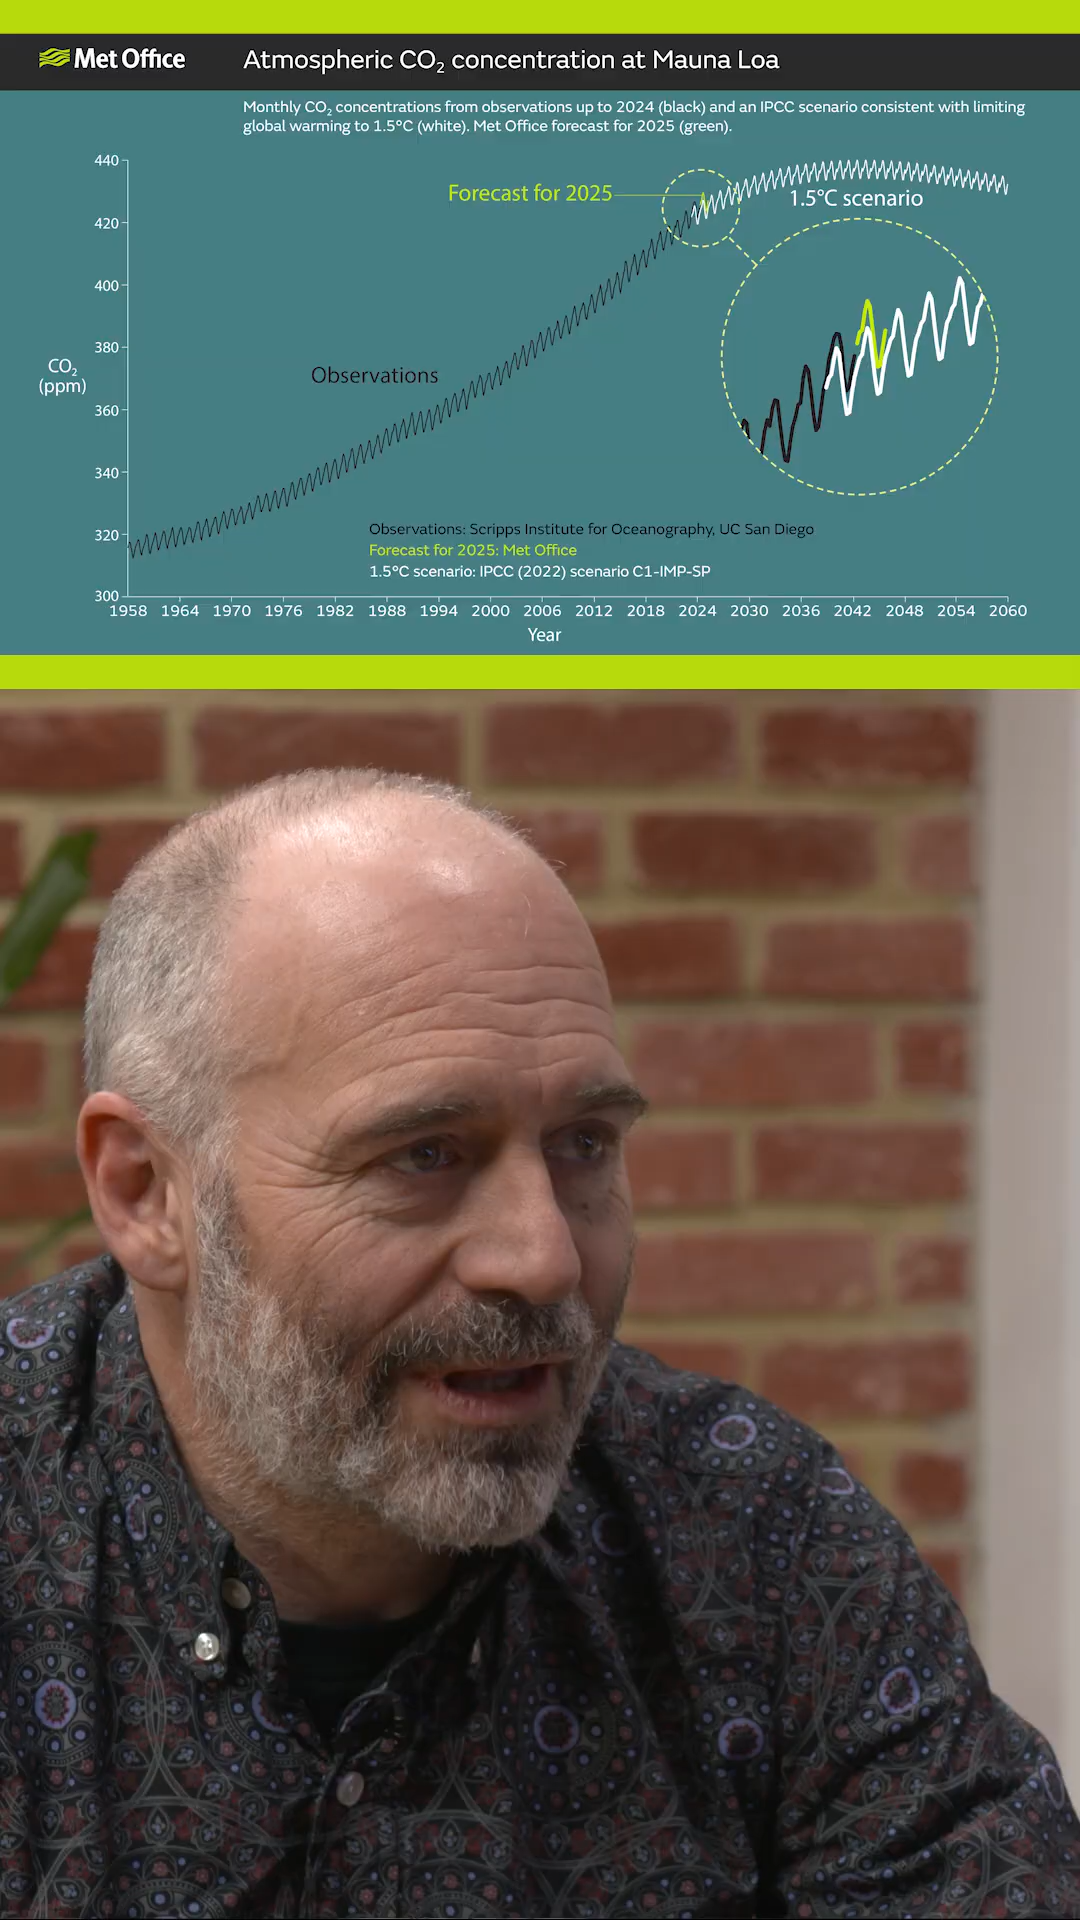 Met Office
Atmospheric CO₂ concentration at Mauna Loa
Monthly CO₂ concentrations from observations up to 2024 (black) and an IPCC scenario consistent with limiting
global warming to 1.5°C (white). Met Office forecast for 2025 (green).
440
Forecast for 2025
1.5°C scenario
420
400
380
CO₂
(ppm)
Observations
360
340
320
Observations: Scripps Institute for Oceanography, UC San Diego
Forecast for 2025: Met Office
1.5°C scenario: IPCC (2022) scenario C1-IMP-SP
300
1958 1964 1970 1976 1982 1988 1994 2000 2006 2012 2018 2024 2030 2036 2042 2048 2054 2060
Year